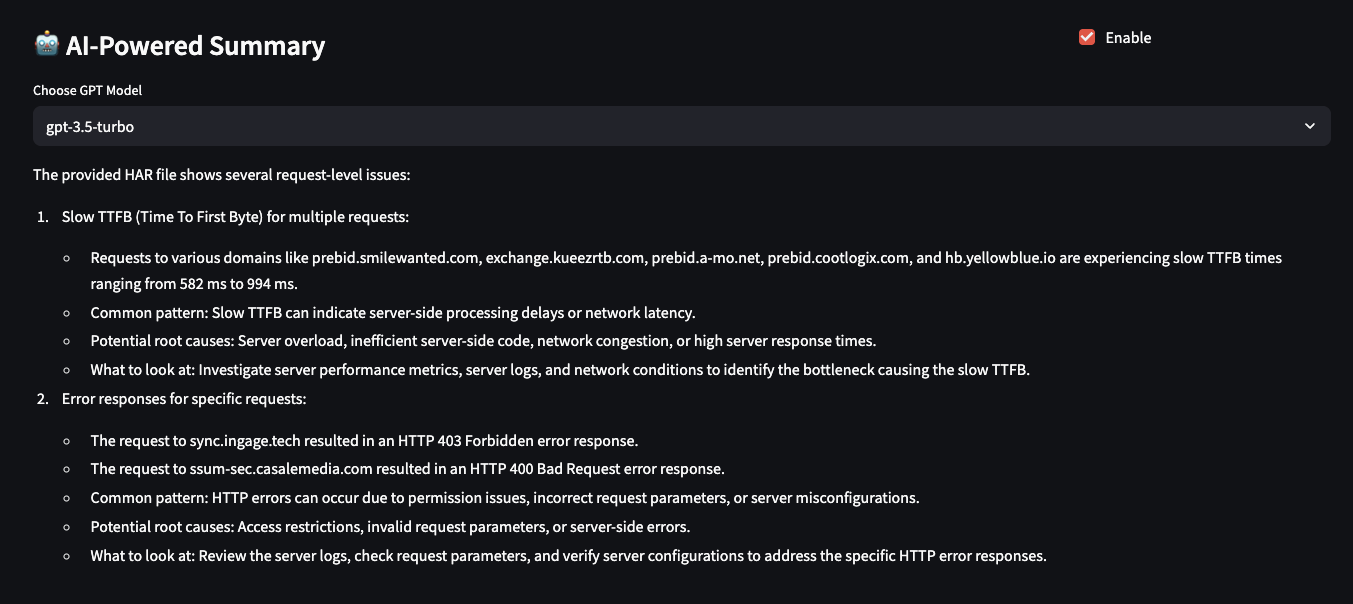 🤖 AI-Powered Summary
Enable
Choose GPT Model
gpt-3.5-turbo
The provided HAR file shows several request-level issues:
1. Slow TTFB (Time To First Byte) for multiple requests:
○ Requests to various domains like prebid.smilewanted.com, exchange.kueezrtb.com, prebid.a-mo.net, prebid.cootlogix.com, and hb.yellowblue.io are experiencing slow TTFB times
ranging from 582 ms to 994 ms.
○ Common pattern: Slow TTFB can indicate server-side processing delays or network latency.
○ Potential root causes: Server overload, inefficient server-side code, network congestion, or high server response times.
○ What to look at: Investigate server performance metrics, server logs, and network conditions to identify the bottleneck causing the slow TTFB.
2. Error responses for specific requests:
○ The request to sync.ingage.tech resulted in an HTTP 403 Forbidden error response.
○ The request to ssum-sec.casalemedia.com resulted in an HTTP 400 Bad Request error response.
○ Common pattern: HTTP errors can occur due to permission issues, incorrect request parameters, or server misconfigurations.
○ Potential root causes: Access restrictions, invalid request parameters, or server-side errors.
○ What to look at: Review the server logs, check request parameters, and verify server configurations to address the specific HTTP error responses.